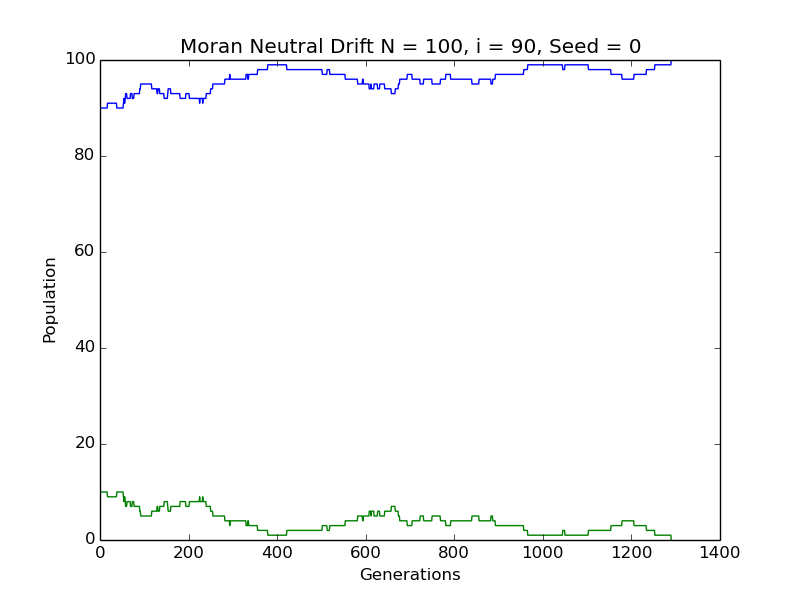 Moran Neutral Drift N = 100, i = 90, Seed = 0
100
80
60
40
20
0
Population
0 200 400 600 800 1000 1200 1400
Generations